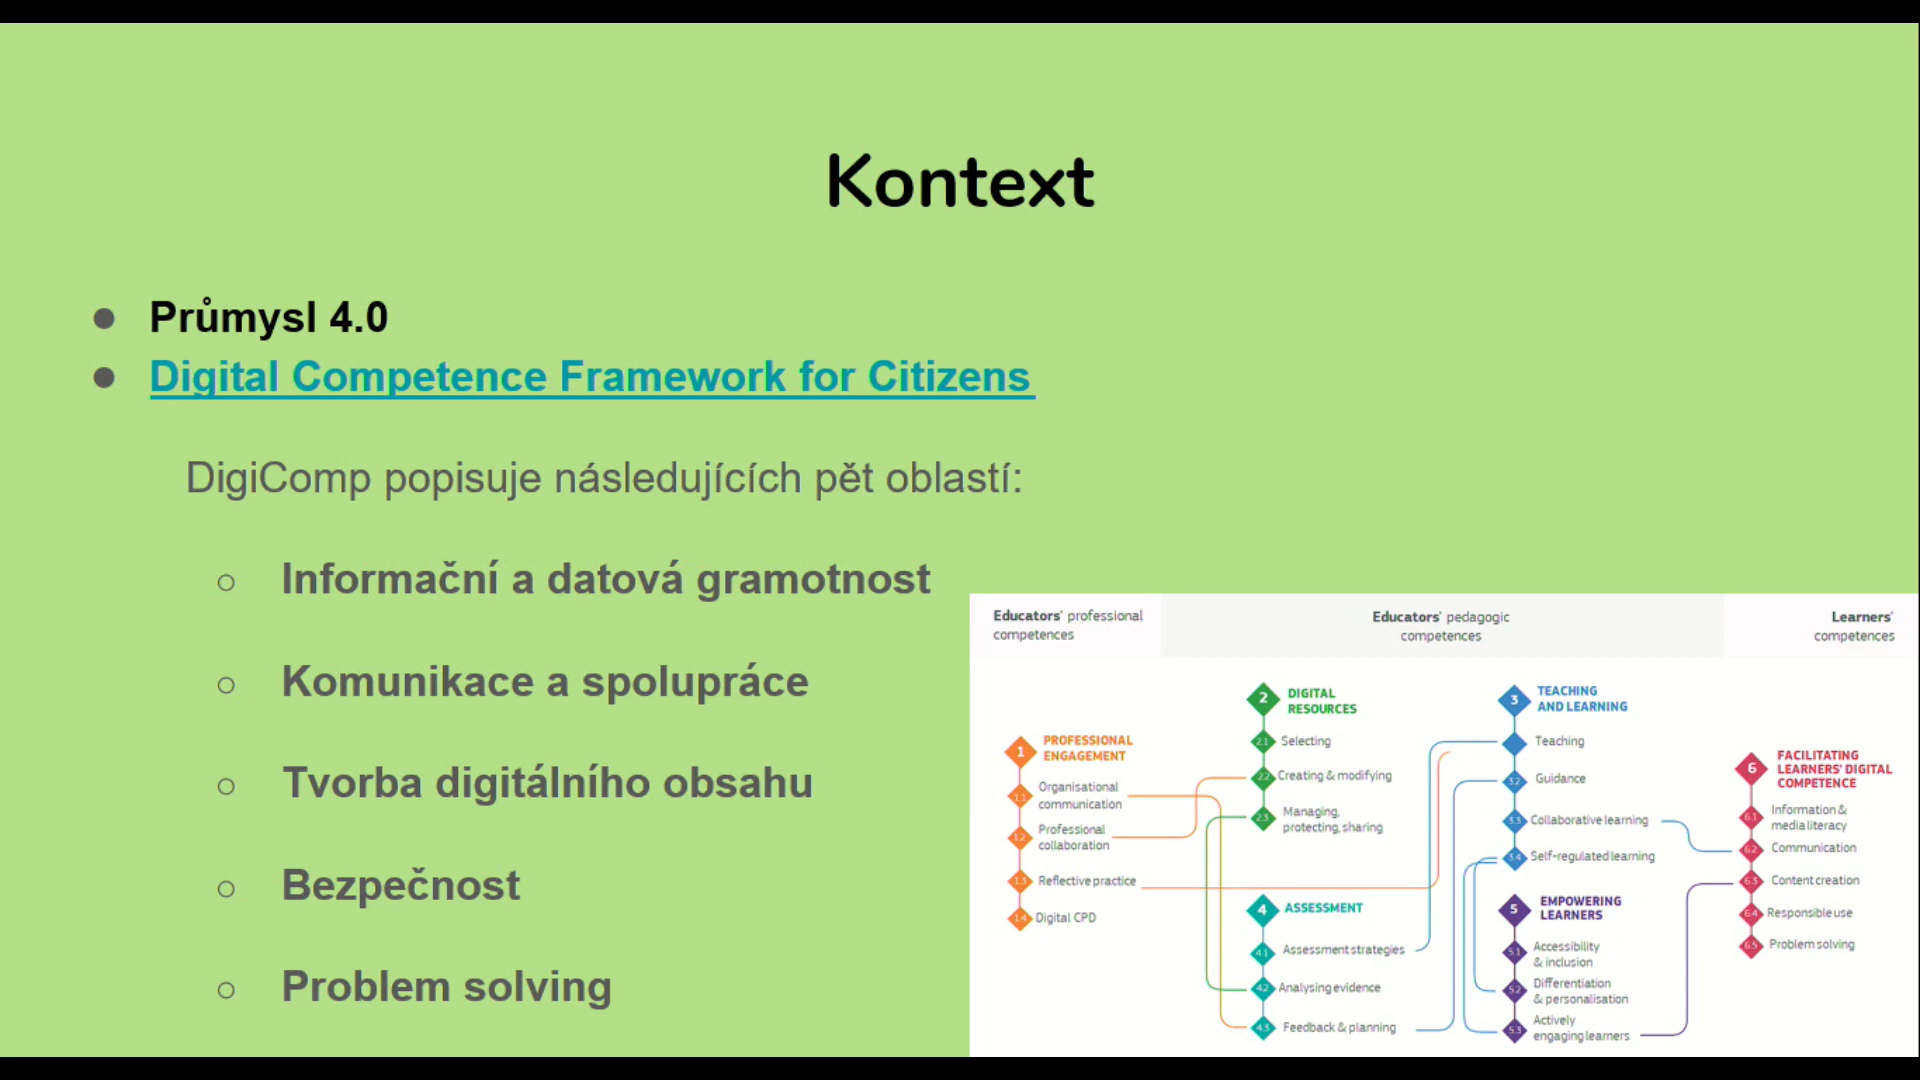 Kontext
Průmysl 4.0
Digital Competence Framework for Citizens
DigiComp popisuje následujících pět oblastí:
Informační a datová gramotnost
Komunikace a spolupráce
Tvorba digitálního obsahu
Bezpečnost
Problem solving
Educators' professional
competences
Educators' pedagogic
competences
Learners'
competences
1 PROFESSIONAL
ENGAGEMENT
1.1 Organisational
communication
1.2 Professional
collaboration
1.3 Reflective practice
1.4 Digital CPD
2 DIGITAL
RESOURCES
2.1 Selecting
2.2 Creating & modifying
2.3 Managing,
protecting, sharing
3 TEACHING
AND LEARNING
Teaching
3.2 Guidance
3.3 Collaborative learning
3.4 Self-regulated learning
4 ASSESSMENT
4.1 Assessment strategies
4.2 Analysing evidence
4.3 Feedback & planning
5 EMPOWERING
LEARNERS
5.1 Accessibility
& inclusion
5.2 Differentiation
& personalisation
5.3 Actively
engaging learners
6 FACILITATING
LEARNERS' DIGITAL
COMPETENCE
6.1 Information &
media literacy
6.2 Communication
6.3 Content creation
6.4 Responsible use
6.5 Problem solving